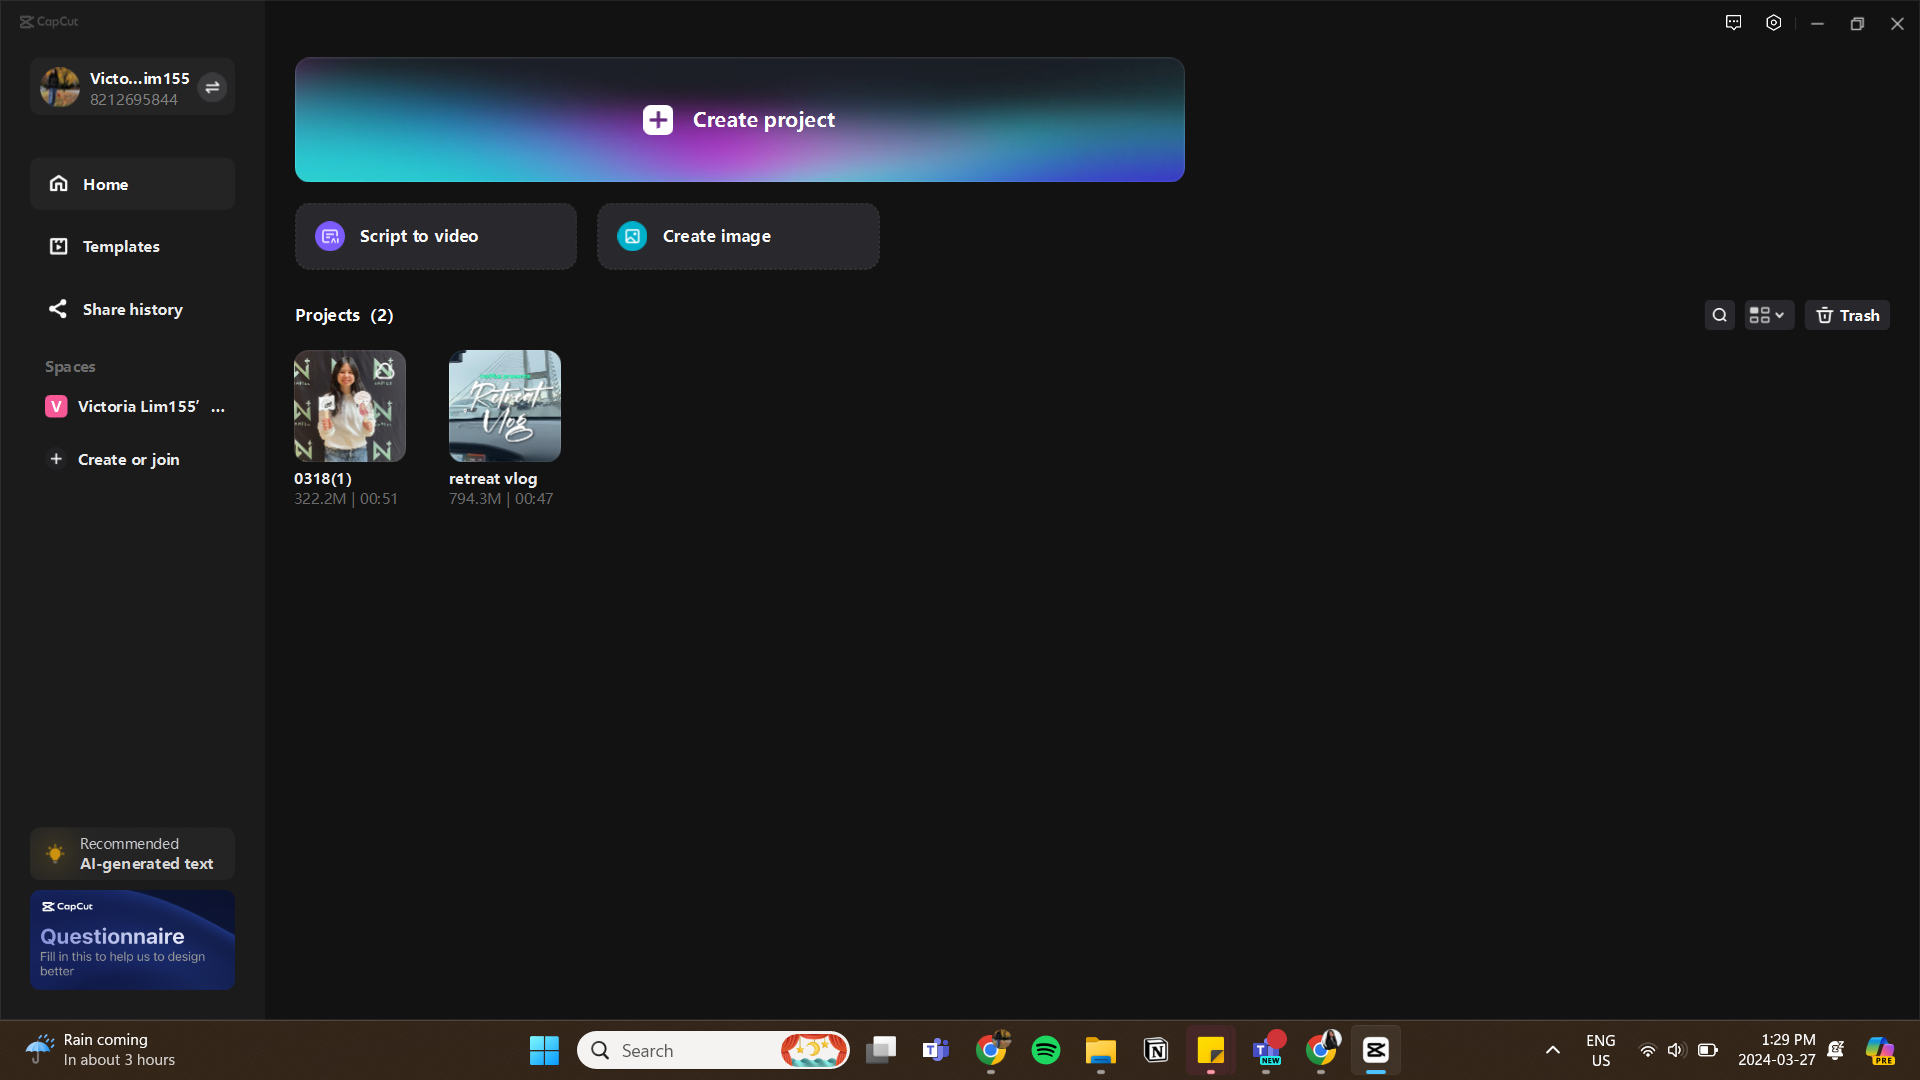 CapCut
Victo...im155
8212695844
Home
Templates
Share history
Spaces
V Victoria Lim155’ ...
Create or join
Recommended
AI-generated text
CapCut
Questionnaire
Fill in this to help us to design
better
Create project
Script to video
Create image
Projects (2)
Trash
Retreat
Vlog
0318(1)
322.2M | 00:51
retreat vlog
794.3M | 00:47
Rain coming
In about 3 hours
Search
NEW
ENG
US
1:29 PM
2024-03-27
PRE